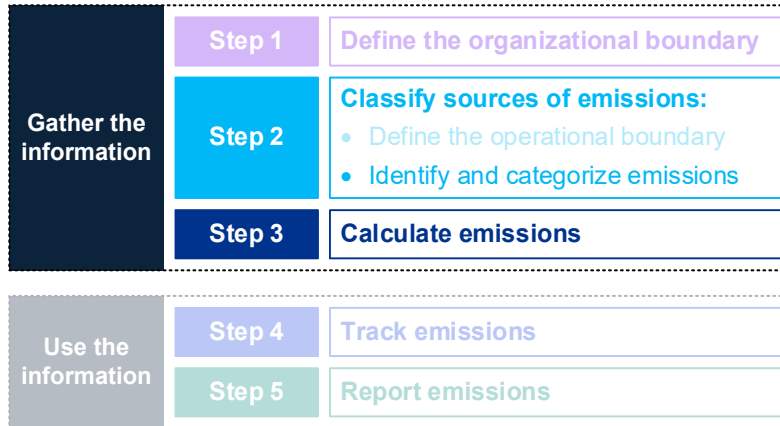 Gather the
information
Step 1
Define the organizational boundary
Step 2
Classify sources of emissions:
• Define the operational boundary
• Identify and categorize emissions
Step 3
Calculate emissions
Use the
information
Step 4
Track emissions
Step 5
Report emissions